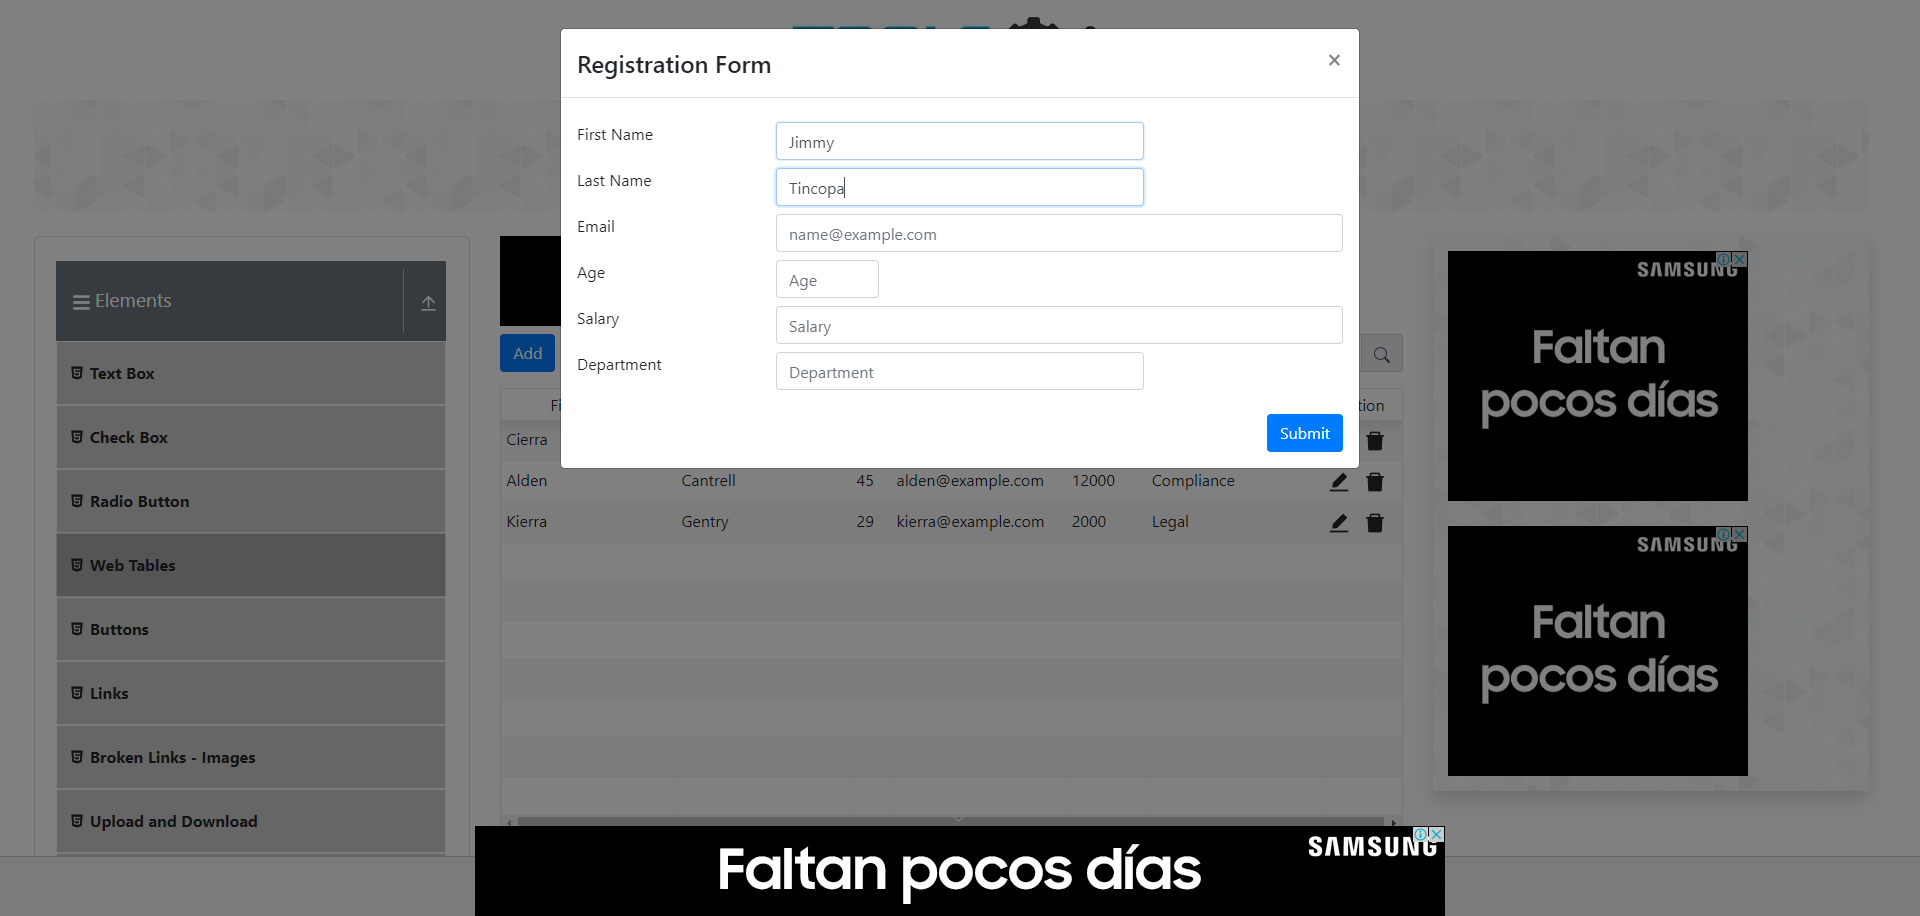 Registration Form
×
First Name
Jimmy
Last Name
Tincopa
Email
name@example.com
Age
Age
Salary
Salary
Department
Department
Submit
Elements
Text Box
Check Box
Radio Button
Web Tables
Buttons
Links
Broken Links - Images
Upload and Download
Add
Cierra
Alden Cantrell 45 alden@example.com 12000 Compliance
Kierra Gentry 29 kierra@example.com 2000 Legal
SAMSUNG
Faltan
pocos días
SAMSUNG
Faltan
pocos días
SAMSUNG
Faltan pocos días